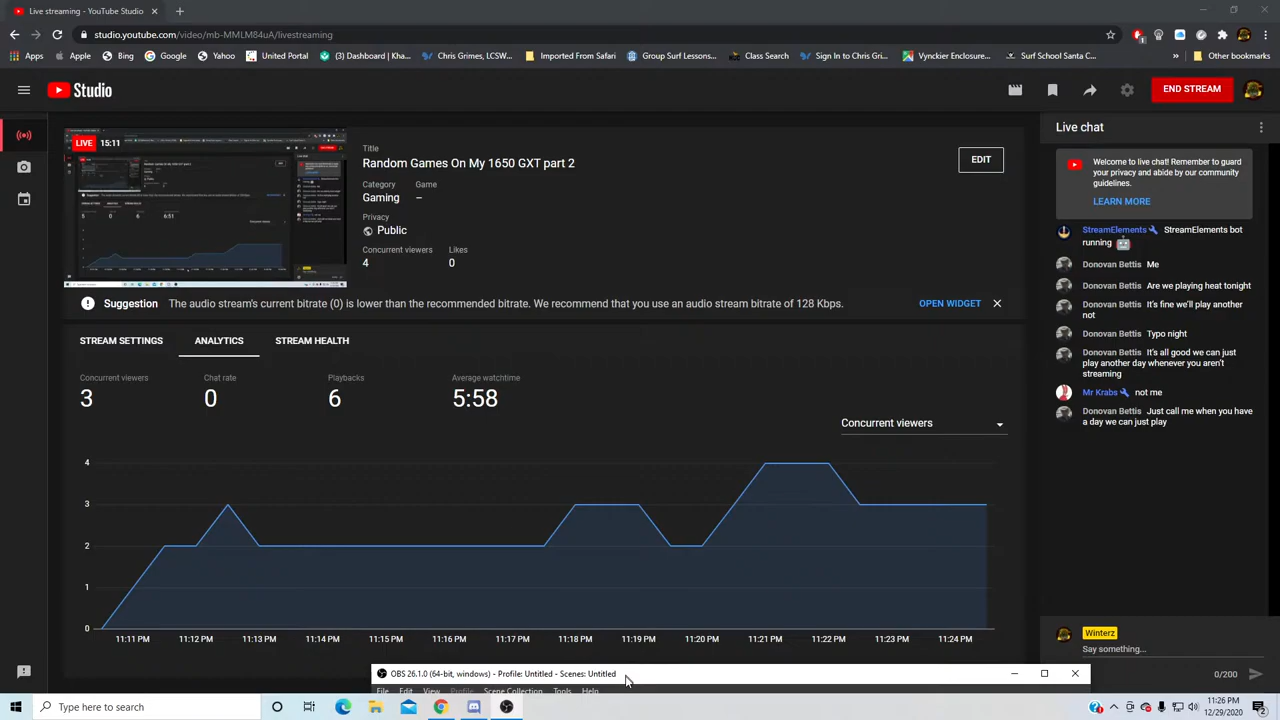 Live streaming - YouTube Studio
studio.youtube.com/video/mb-MMLM84uA/livestreaming
Apps Apple Bing Google Yahoo United Portal (3) Dashboard | Kha... Chris Grimes, LCSW... Imported From Safari Group Surf Lessons... Class Search Sign In to Chris Gri... Vynckier Enclosure... Surf School Santa C... Other bookmarks
Studio
END STREAM
LIVE 15:11
Title
Random Games On My 1650 GXT part 2
EDIT
Category Game
Gaming –
Privacy
Public
Concurrent viewers Likes
4 0
Suggestion The audio stream's current bitrate (0) is lower than the recommended bitrate. We recommend that you use an audio stream bitrate of 128 Kbps. OPEN WIDGET
STREAM SETTINGS ANALYTICS STREAM HEALTH
Concurrent viewers Chat rate Playbacks Average watchtime
3 0 6 5:58
Concurrent viewers
4
3
2
1
0
11:11 PM 11:12 PM 11:13 PM 11:14 PM 11:15 PM 11:16 PM 11:17 PM 11:18 PM 11:19 PM 11:20 PM 11:21 PM 11:22 PM 11:23 PM 11:24 PM
Live chat
Welcome to live chat! Remember to guard
your privacy and abide by our community
guidelines.
LEARN MORE
StreamElements StreamElements bot
running
Donovan Bettis Me
Donovan Bettis Are we playing heat tonight
Donovan Bettis It's fine we'll play another
not
Donovan Bettis Typo night
Donovan Bettis It's all good we can just
play another day whenever you aren't
streaming
Mr Krabs not me
Donovan Bettis Just call me when you have
a day we can just play
Winterz
Say something...
0/200
OBS 26.1.0 (64-bit, windows) - Profile: Untitled - Scenes: Untitled
File Edit View Profile Scene Collection Tools Help
Type here to search
11:26 PM
12/29/2020